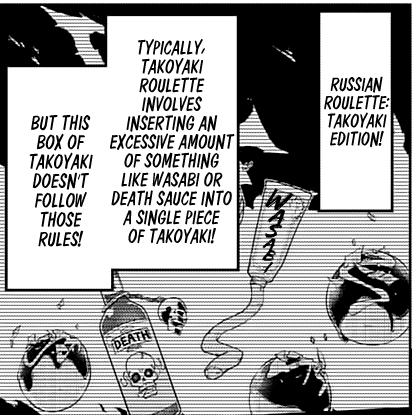 RUSSIAN
ROULETTE:
TAKOYAKI
EDITION!
TYPICALLY,
TAKOYAKI
ROULETTE
INVOLVES
INSERTING AN
EXCESSIVE AMOUNT
OF SOMETHING
LIKE WASABI OR
DEATH SAUCE INTO
A SINGLE PIECE
OF TAKOYAKI!
BUT THIS
BOX OF
TAKOYAKI
DOESN'T
FOLLOW
THOSE
RULES!
WASABI
DEATH